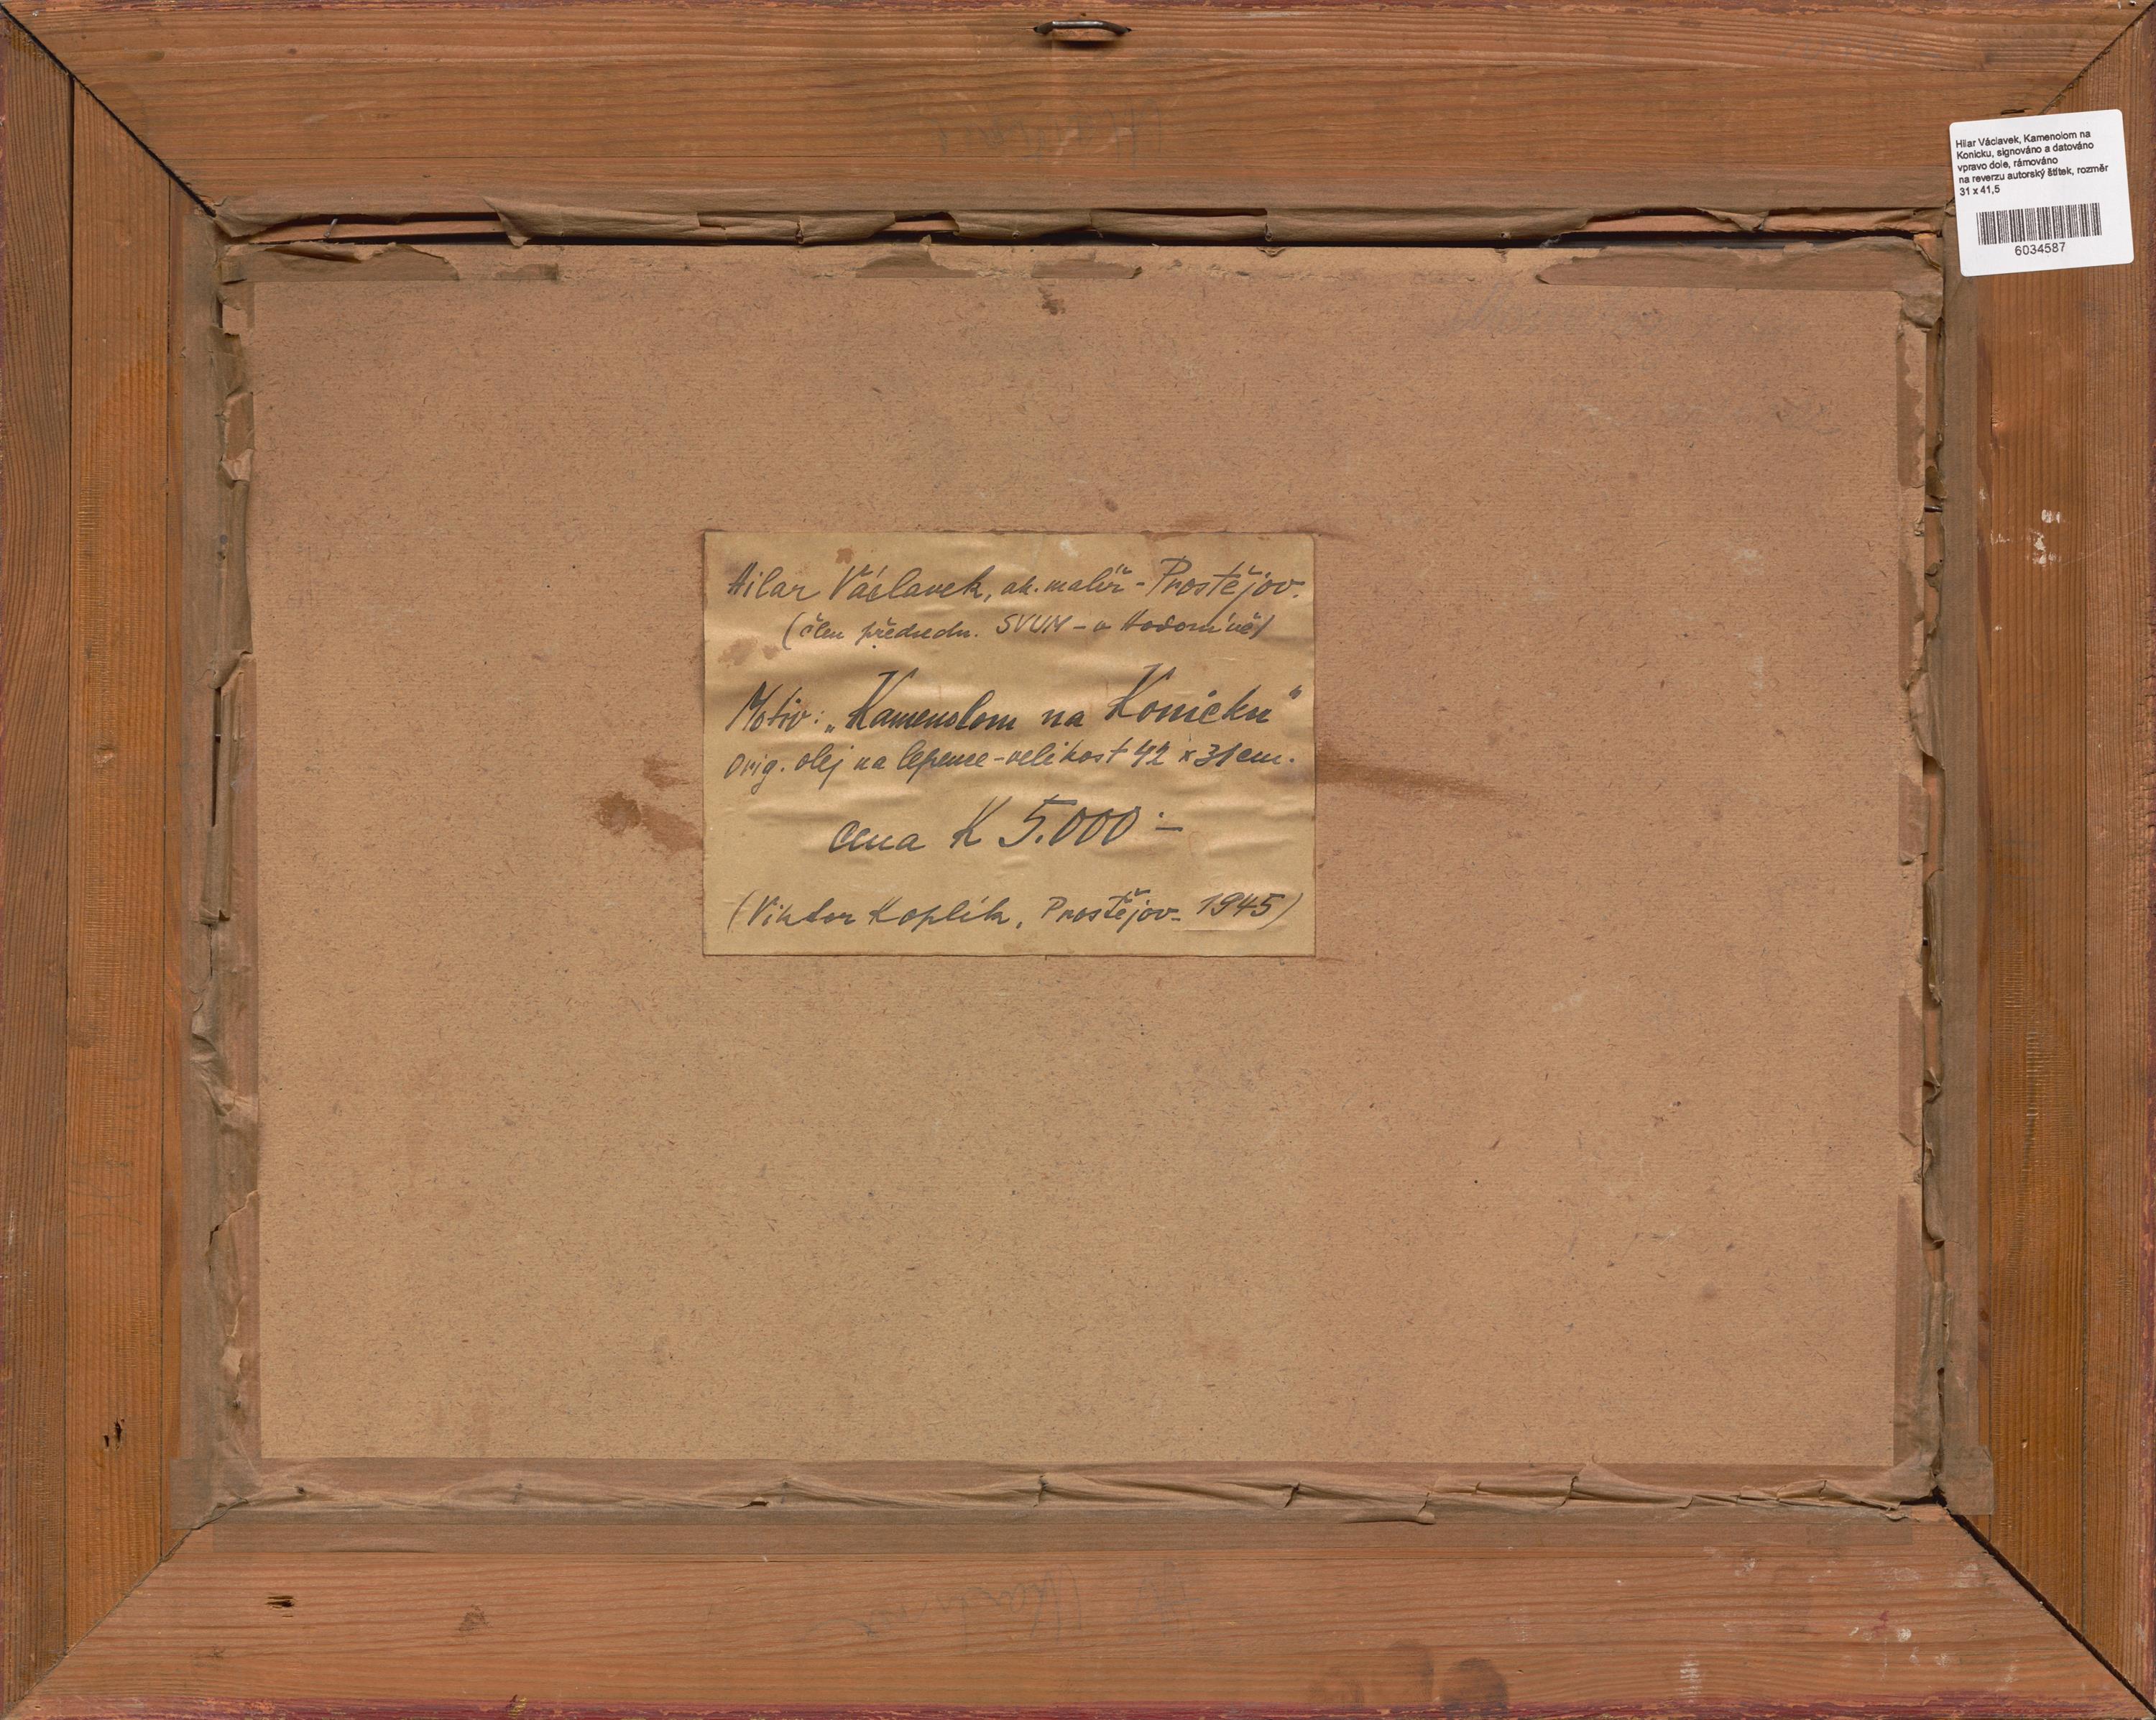 Hilar Václavek, Kamenolom na
Konicku, signováno a datováno
vpravo dole, rámováno
na reverzu autorský štítek, rozměr
31 x 41,5
6034587
Hilar Václavek, ak. malíř - Prostějov.
(člen předsedn. SVUM - v Hodoníně)
Motiv: „Kamenolom na Konicku“
orig. olej na lepence - velikost 42 x 31 cm.
cena K 5.000·—
(Viktor Koplík, Prostějov - 1945)